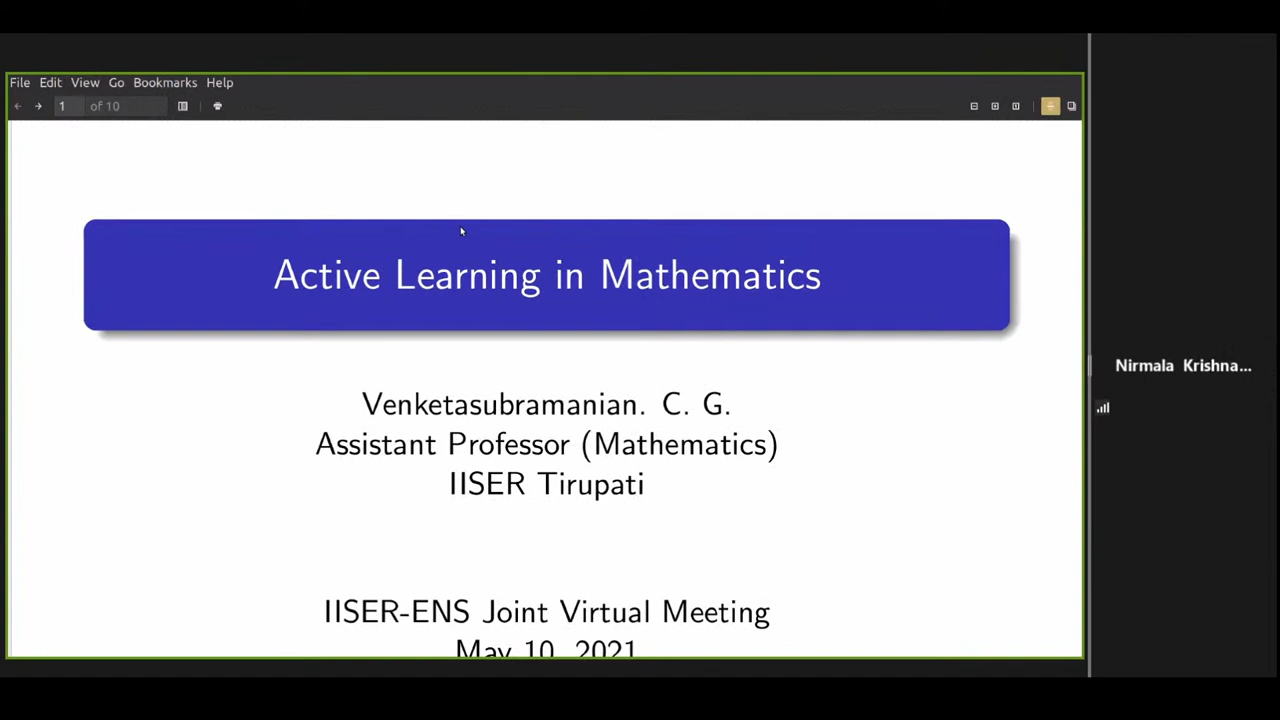 File Edit View Go Bookmarks Help
1 of 10
Active Learning in Mathematics
Venketasubramanian. C. G.
Assistant Professor (Mathematics)
IISER Tirupati
IISER-ENS Joint Virtual Meeting
May 10, 2021
Nirmala Krishna...